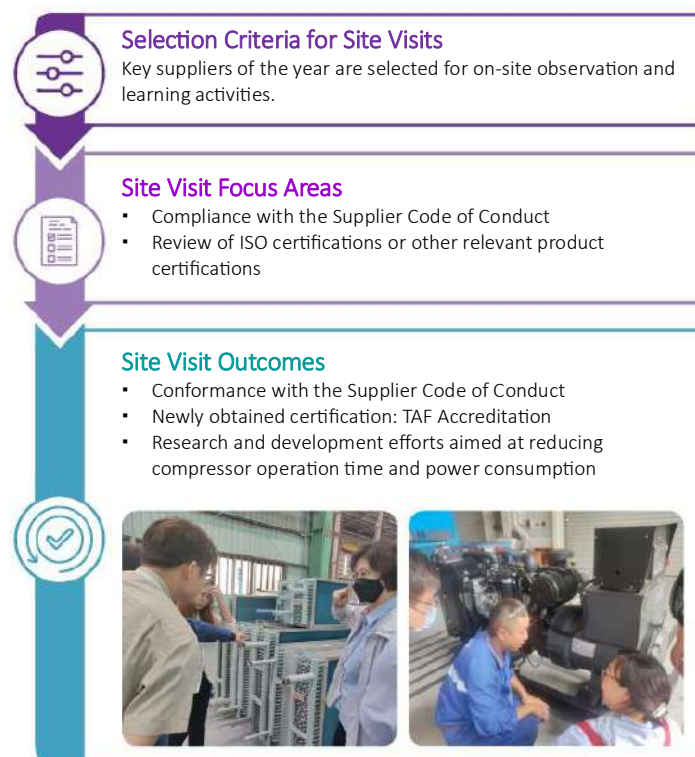 Selection Criteria for Site Visits
Key suppliers of the year are selected for on-site observation and
learning activities.
Site Visit Focus Areas
▪ Compliance with the Supplier Code of Conduct
▪ Review of ISO certifications or other relevant product
certifications
Site Visit Outcomes
▪ Conformance with the Supplier Code of Conduct
▪ Newly obtained certification: TAF Accreditation
▪ Research and development efforts aimed at reducing
compressor operation time and power consumption